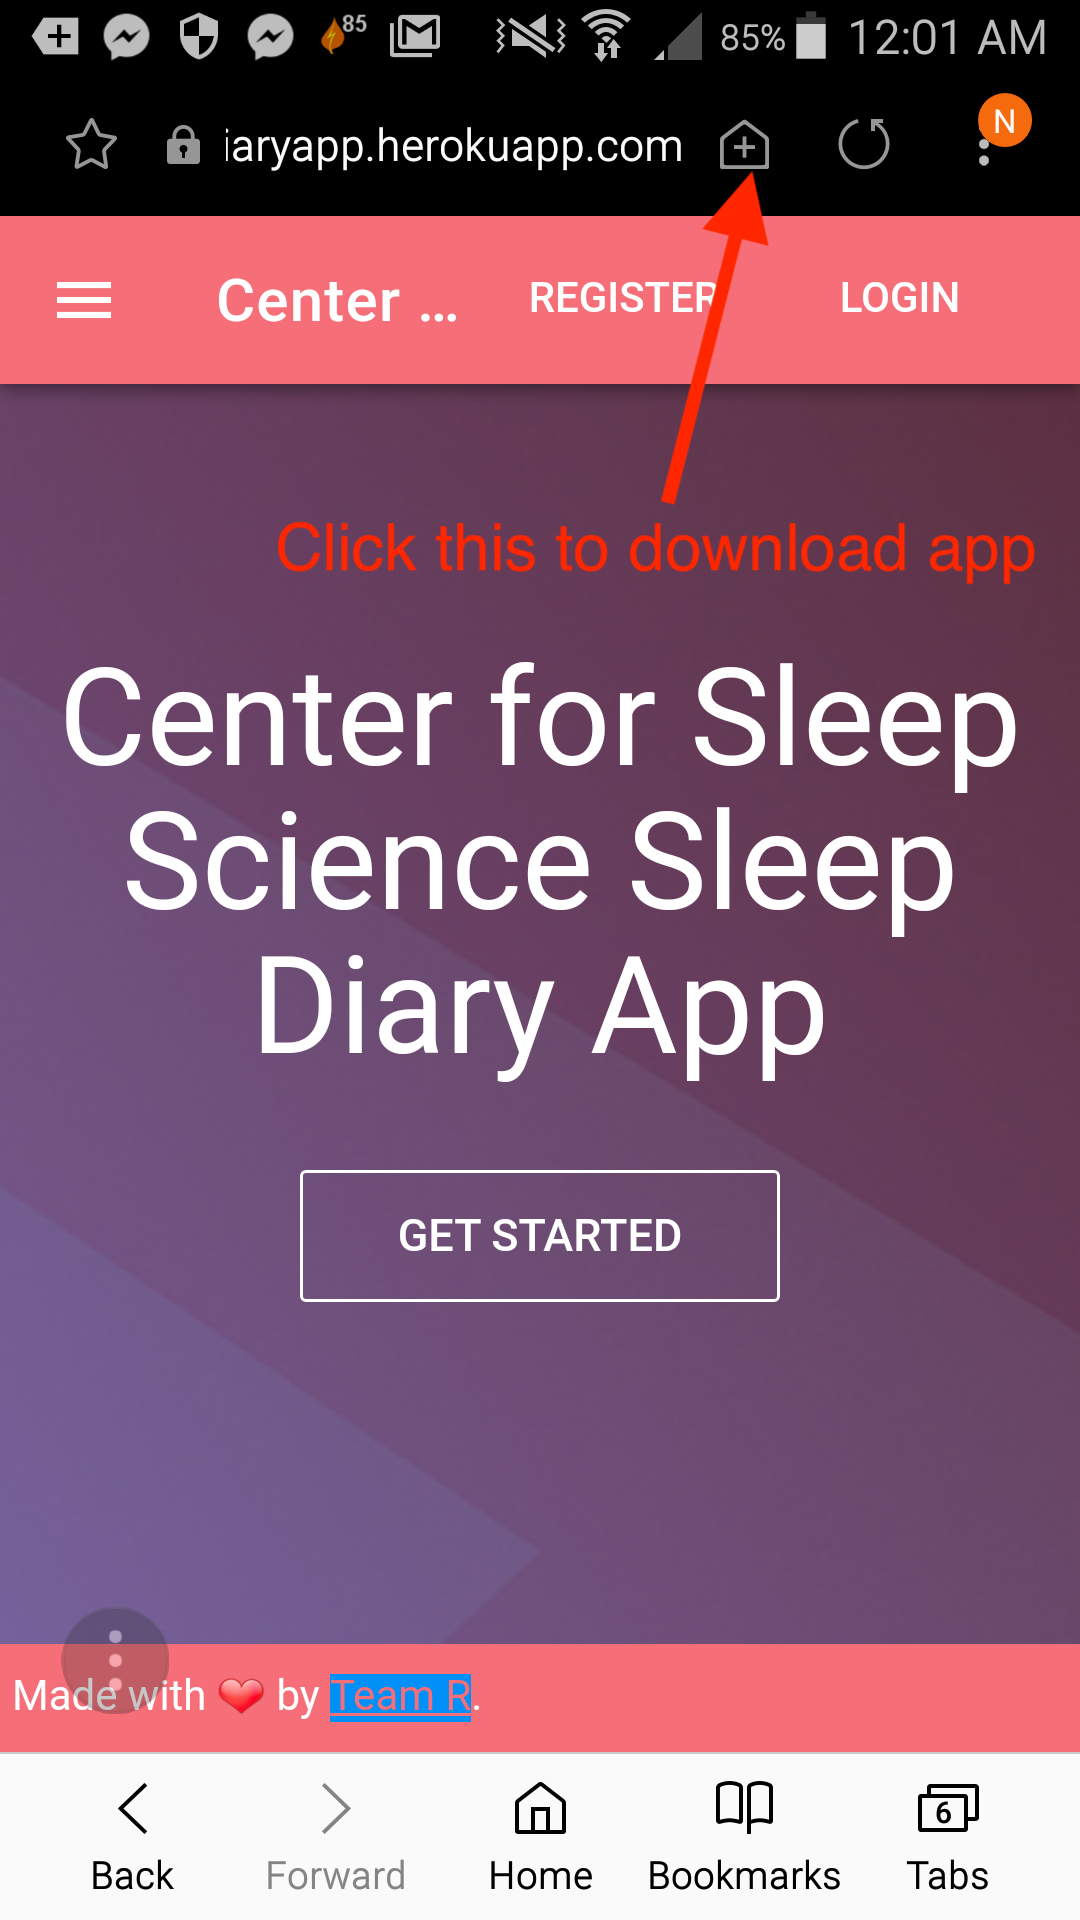 85 85% 12:01 AM
iaryapp.herokuapp.com N
Center ... REGISTER LOGIN
Click this to download app
Center for Sleep
Science Sleep
Diary App
GET STARTED
Made with ❤ by Team R.
6
Back Forward Home Bookmarks Tabs